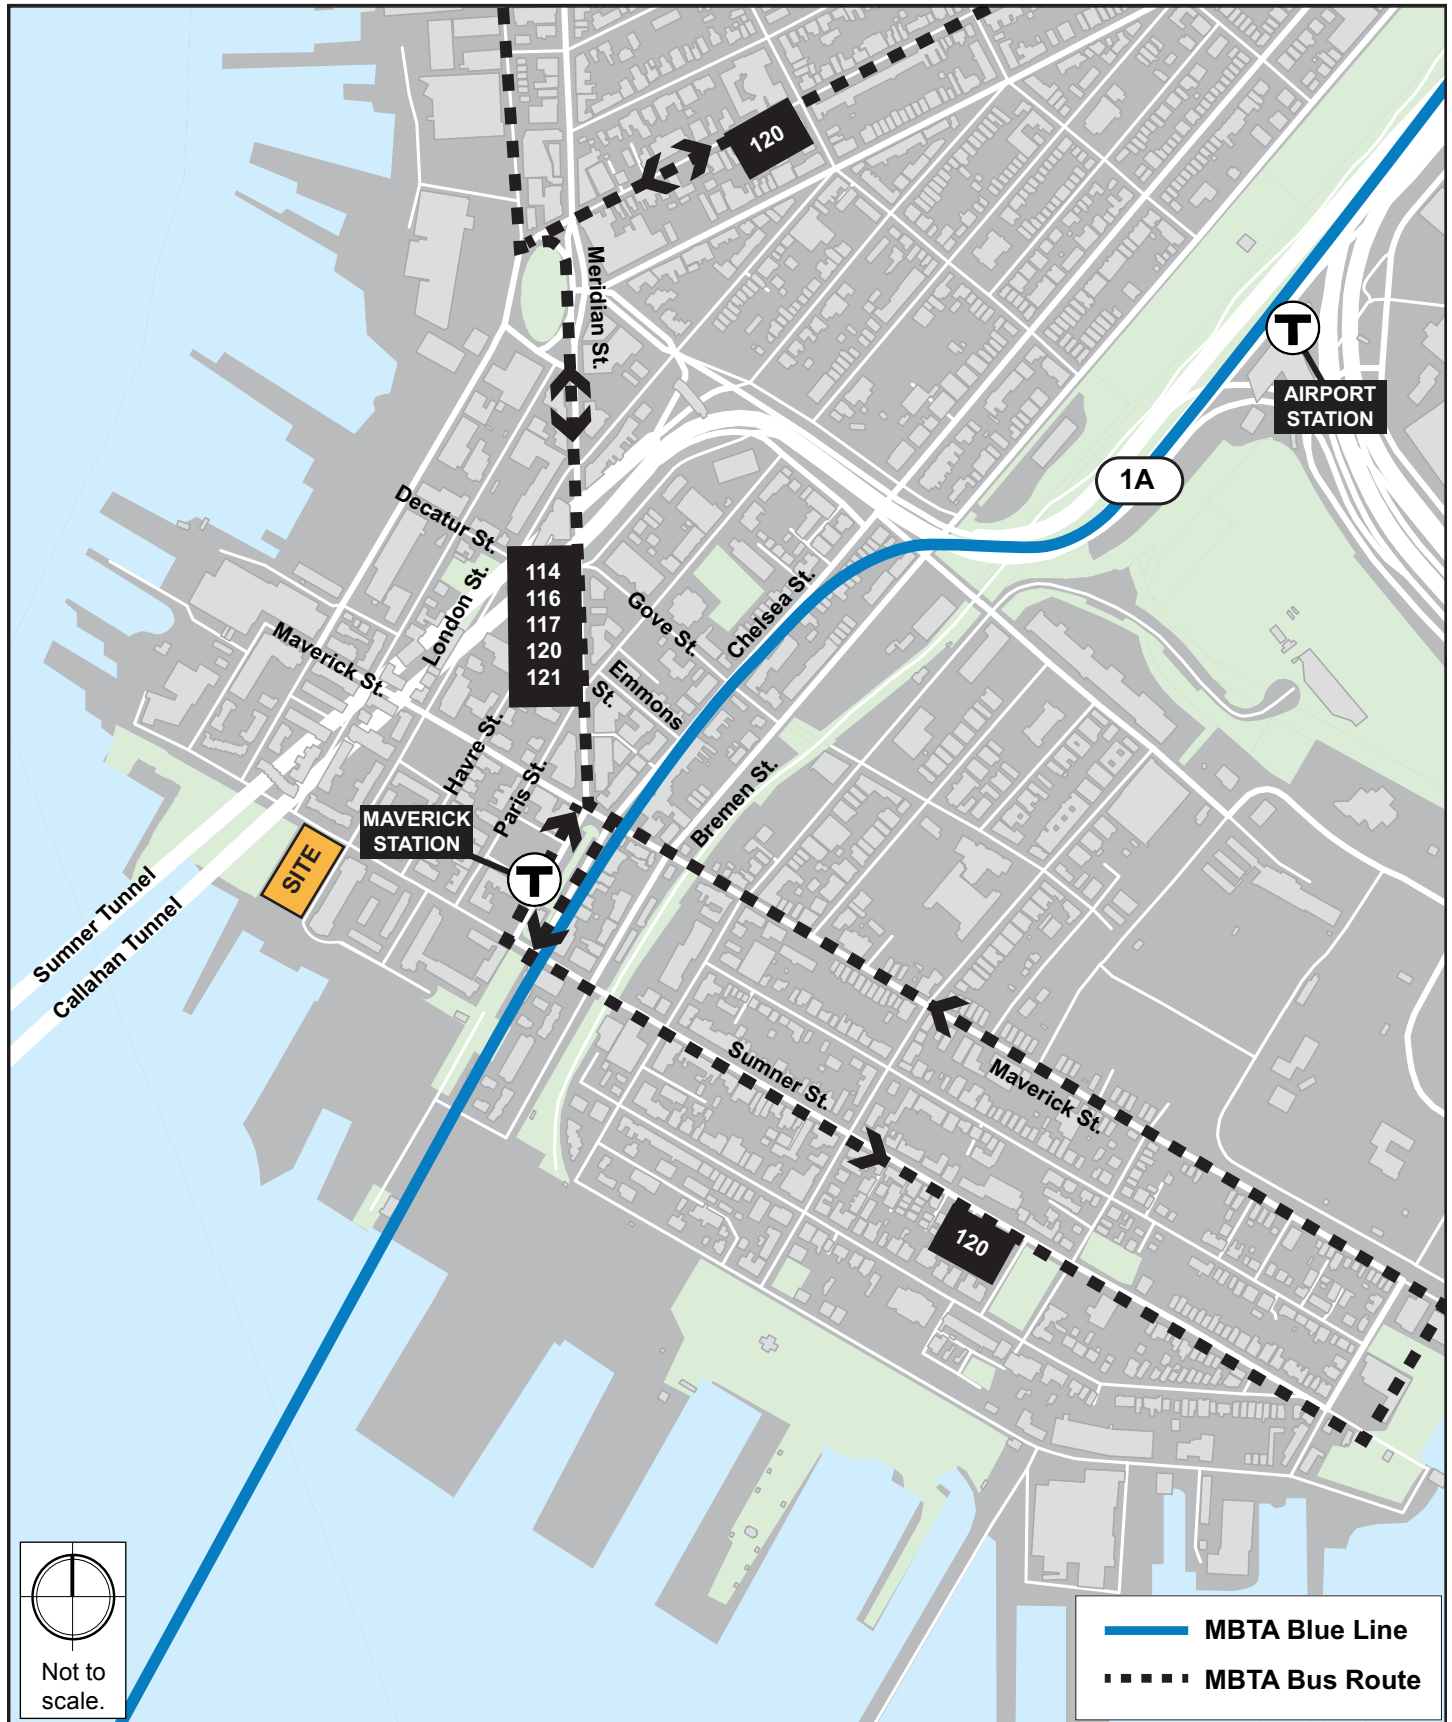 120
Meridian St.
T
AIRPORT
STATION
1A
Decatur St.
London St.
114
116
117
120
121
Gove St.
Chelsea St.
Maverick St.
Emmons
St.
Havre St.
Paris St.
Bremen St.
MAVERICK
STATION
T
SITE
Sumner Tunnel
Callahan Tunnel
Sumner St.
Maverick St.
120
Not to
scale.
MBTA Blue Line
MBTA Bus Route